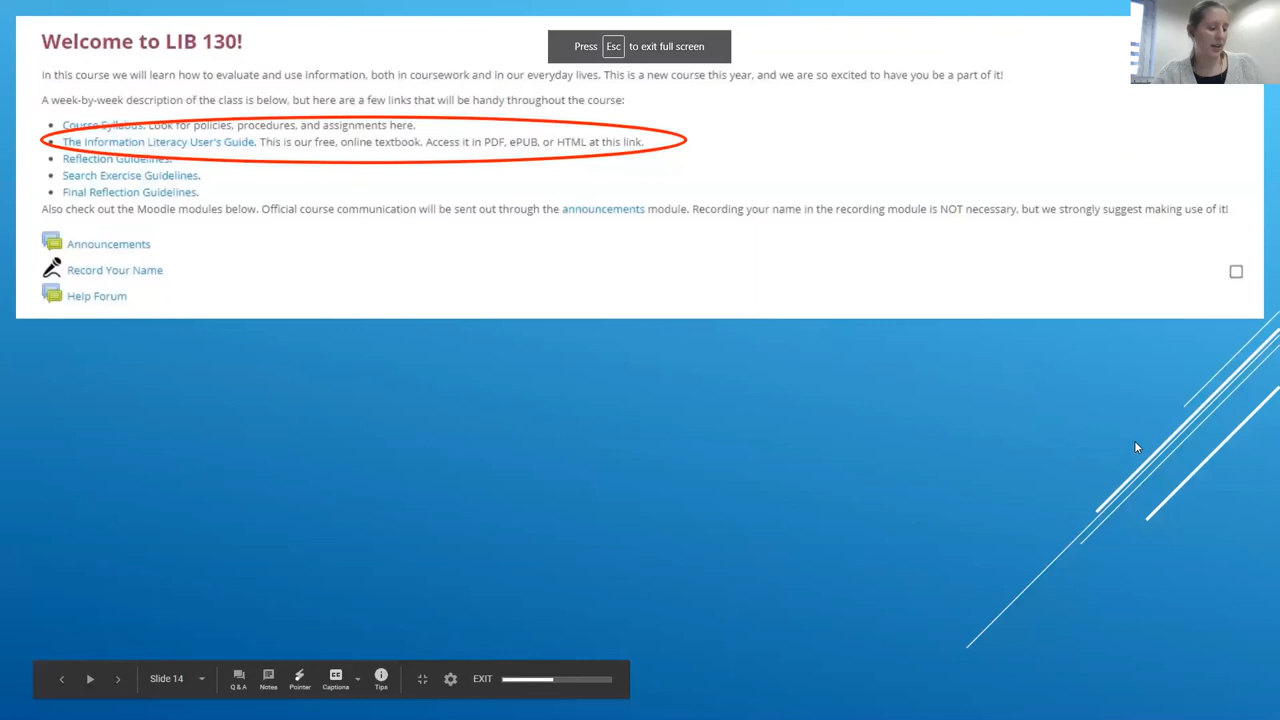 Welcome to LIB 130!
Press Esc to exit full screen
In this course we will learn how to evaluate and use information, both in coursework and in our everyday lives. This is a new course this year, and we are so excited to have you be a part of it!
A week-by-week description of the class is below, but here are a few links that will be handy throughout the course:
Course Syllabus. Look for policies, procedures, and assignments here.
The Information Literacy User's Guide. This is our free, online textbook. Access it in PDF, ePUB, or HTML at this link.
Reflection Guidelines.
Search Exercise Guidelines.
Final Reflection Guidelines.
Also check out the Moodle modules below. Official course communication will be sent out through the announcements module. Recording your name in the recording module is NOT necessary, but we strongly suggest making use of it!
Announcements
Record Your Name
Help Forum
Slide 14
Q & A
Notes
Pointer
CC
Captions
Tips
EXIT